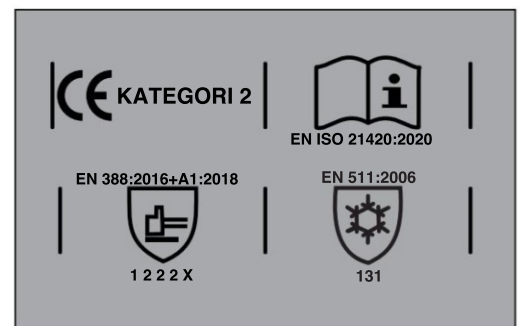 CE KATEGORI 2
i
EN ISO 21420:2020
EN 388:2016+A1:2018
1 2 2 2 X
EN 511:2006
131